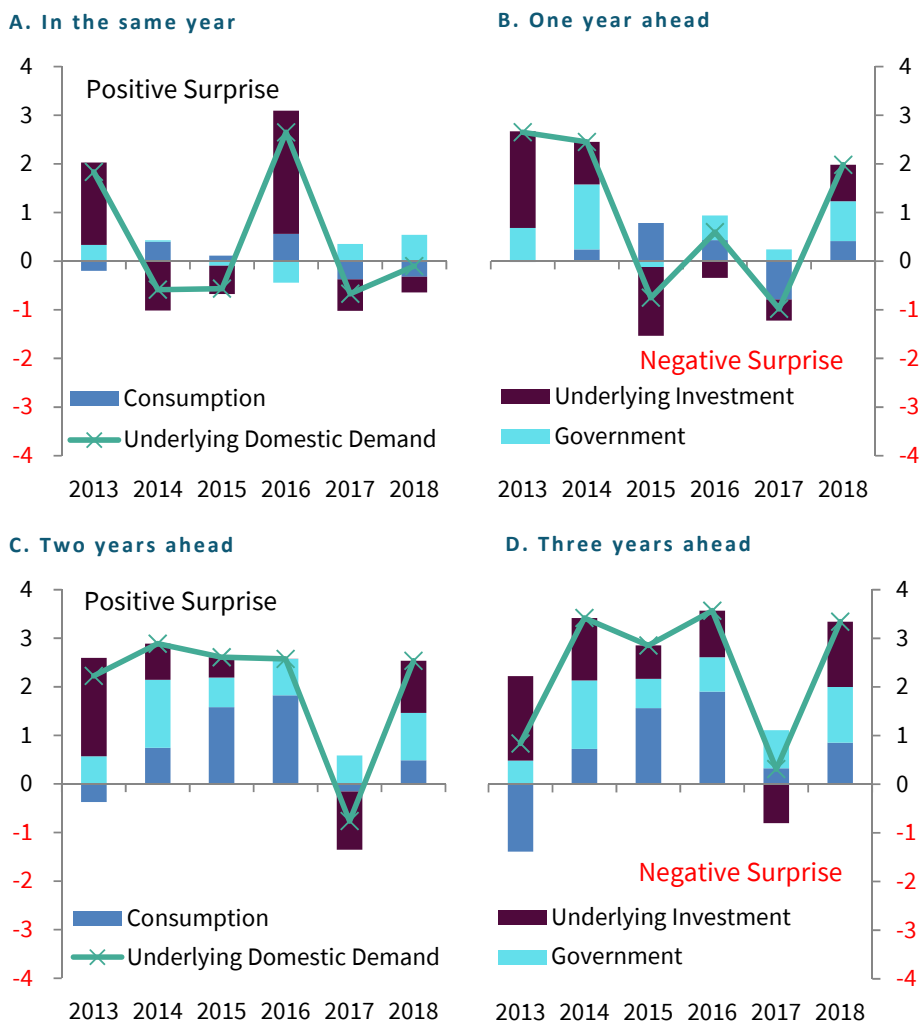 A. In the same year
B. One year ahead
4
3
2
1
0
-1
-2
-3
-4
Positive Surprise
Consumption
Underlying Domestic Demand
2013 2014 2015 2016 2017 2018
4
3
2
1
0
-1
-2
-3
-4
Negative Surprise
Underlying Investment
Government
2013 2014 2015 2016 2017 2018
C. Two years ahead
D. Three years ahead
4
3
2
1
0
-1
-2
-3
-4
Positive Surprise
Consumption
Underlying Domestic Demand
2013 2014 2015 2016 2017 2018
4
3
2
1
0
-1
-2
-3
-4
Negative Surprise
Underlying Investment
Government
2013 2014 2015 2016 2017 2018